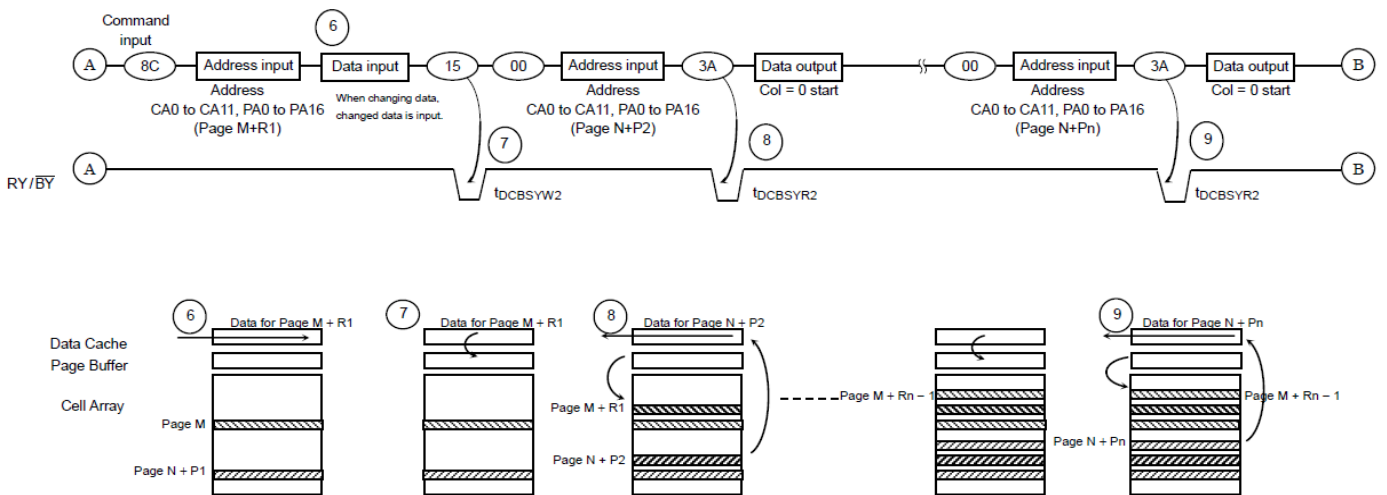 Command
input
6
A
8C
Address input
Data input
15
00
Address input
3A
Data output
00
Address input
3A
Data output
B
Address
CA0 to CA11, PA0 to PA16
(Page M+R1)
When changing data,
changed data is input.
Address
CA0 to CA11, PA0 to PA16
(Page N+P2)
Col = 0 start
Address
CA0 to CA11, PA0 to PA16
(Page N+Pn)
Col = 0 start
7
8
9
RY/BY
A
B
tDCBSYW2
tDCBSYR2
tDCBSYR2
6
Data for Page M + R1
7
Data for Page M + R1
8
Data for Page N + P2
9
Data for Page N + Pn
Data Cache
Page Buffer
Cell Array
Page M
Page N + P1
Page M + R1
Page N + P2
Page M + Rn − 1
Page N + Pn
Page M + Rn − 1